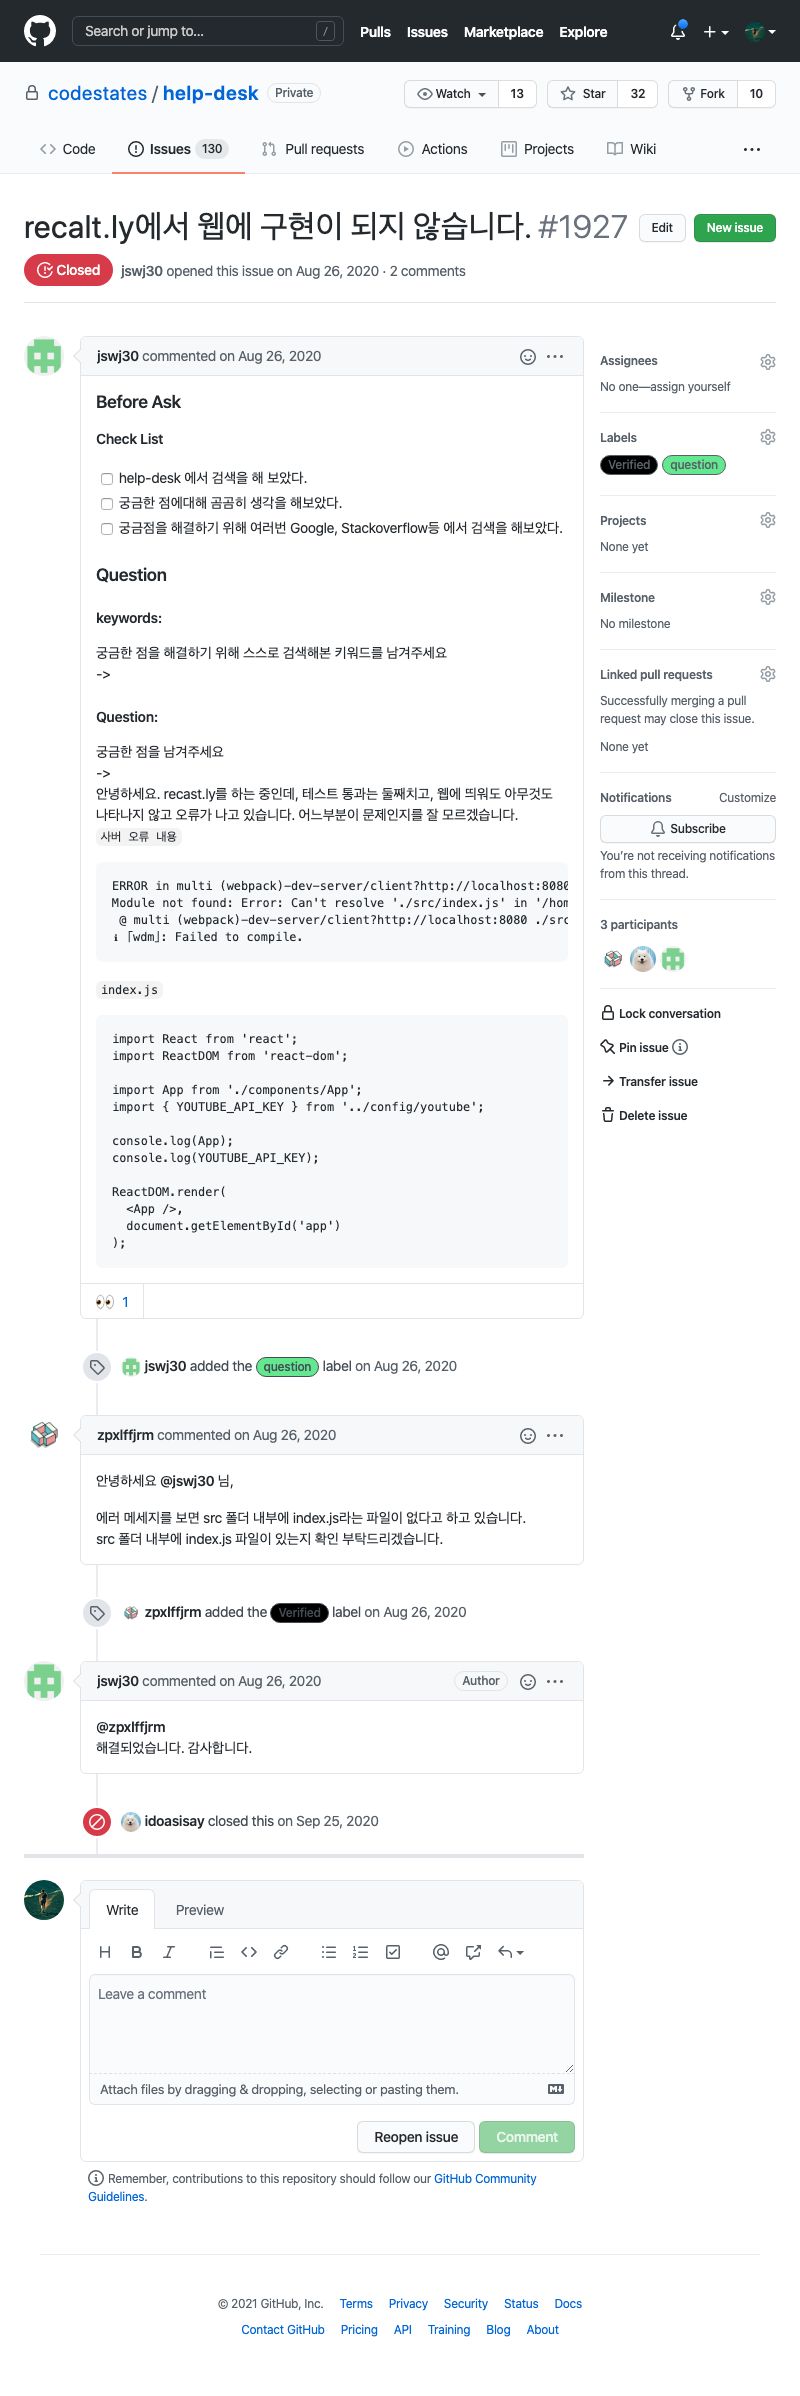 Search or jump to... /
Pulls Issues Marketplace Explore
codestates / help-desk Private
Watch 13 Star 32 Fork 10
Code Issues 130 Pull requests Actions Projects Wiki ...
recalt.ly에서 웹에 구현이 되지 않습니다. #1927
Edit New issue
Closed jswj30 opened this issue on Aug 26, 2020 · 2 comments
jswj30 commented on Aug 26, 2020
Before Ask
Check List
help-desk 에서 검색을 해 보았다.
궁금한 점에대해 곰곰히 생각을 해보았다.
궁금점을 해결하기 위해 여러번 Google, Stackoverflow등 에서 검색을 해보았다.
Question
keywords:
궁금한 점을 해결하기 위해 스스로 검색해본 키워드를 남겨주세요
->
Question:
궁금한 점을 남겨주세요
->
안녕하세요. recast.ly를 하는 중인데, 테스트 통과는 둘째치고, 웹에 띄워도 아무것도
나타나지 않고 오류가 나고 있습니다. 어느부분이 문제인지를 잘 모르겠습니다.
서버 오류 내용
ERROR in multi (webpack)-dev-server/client?http://localhost:8080
Module not found: Error: Can't resolve './src/index.js' in '/hom
@ multi (webpack)-dev-server/client?http://localhost:8080 ./src
ℹ ｢wdm｣: Failed to compile.
index.js
import React from 'react';
import ReactDOM from 'react-dom';
import App from './components/App';
import { YOUTUBE_API_KEY } from '../config/youtube';
console.log(App);
console.log(YOUTUBE_API_KEY);
ReactDOM.render(
<App />,
document.getElementById('app')
);
👀 1
jswj30 added the question label on Aug 26, 2020
zpxlffjrm commented on Aug 26, 2020
안녕하세요 @jswj30 님,
에러 메세지를 보면 src 폴더 내부에 index.js라는 파일이 없다고 하고 있습니다.
src 폴더 내부에 index.js 파일이 있는지 확인 부탁드리겠습니다.
zpxlffjrm added the Verified label on Aug 26, 2020
jswj30 commented on Aug 26, 2020 Author
@zpxlffjrm
해결되었습니다. 감사합니다.
idoasisay closed this on Sep 25, 2020
Write Preview
Leave a comment
Attach files by dragging & dropping, selecting or pasting them.
Reopen issue Comment
Remember, contributions to this repository should follow our GitHub Community
Guidelines.
Assignees
No one—assign yourself
Labels
Verified question
Projects
None yet
Milestone
No milestone
Linked pull requests
Successfully merging a pull
request may close this issue.
None yet
Notifications Customize
Subscribe
You're not receiving notifications
from this thread.
3 participants
Lock conversation
Pin issue
Transfer issue
Delete issue
© 2021 GitHub, Inc. Terms Privacy Security Status Docs
Contact GitHub Pricing API Training Blog About